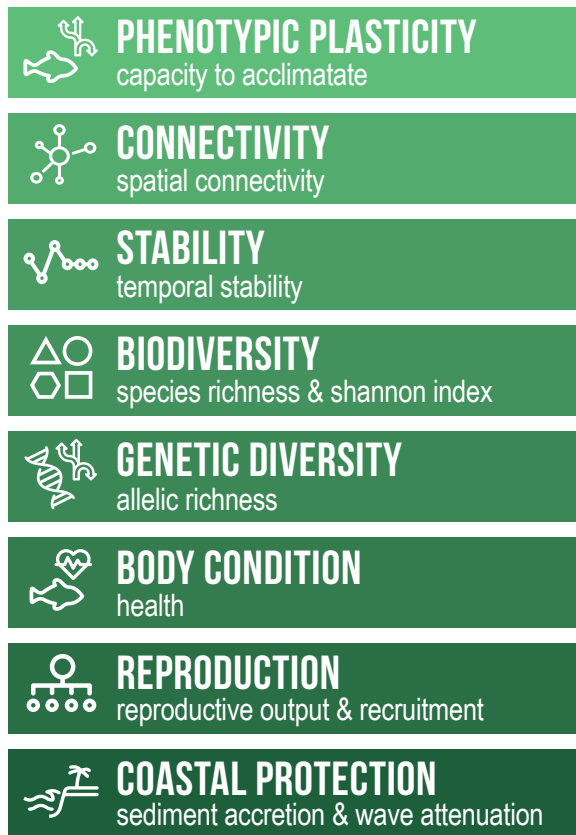 PHENOTYPIC PLASTICITY
capacity to acclimatate
CONNECTIVITY
spatial connectivity
STABILITY
temporal stability
BIODIVERSITY
species richness & shannon index
GENETIC DIVERSITY
allelic richness
BODY CONDITION
health
REPRODUCTION
reproductive output & recruitment
COASTAL PROTECTION
sediment accretion & wave attenuation